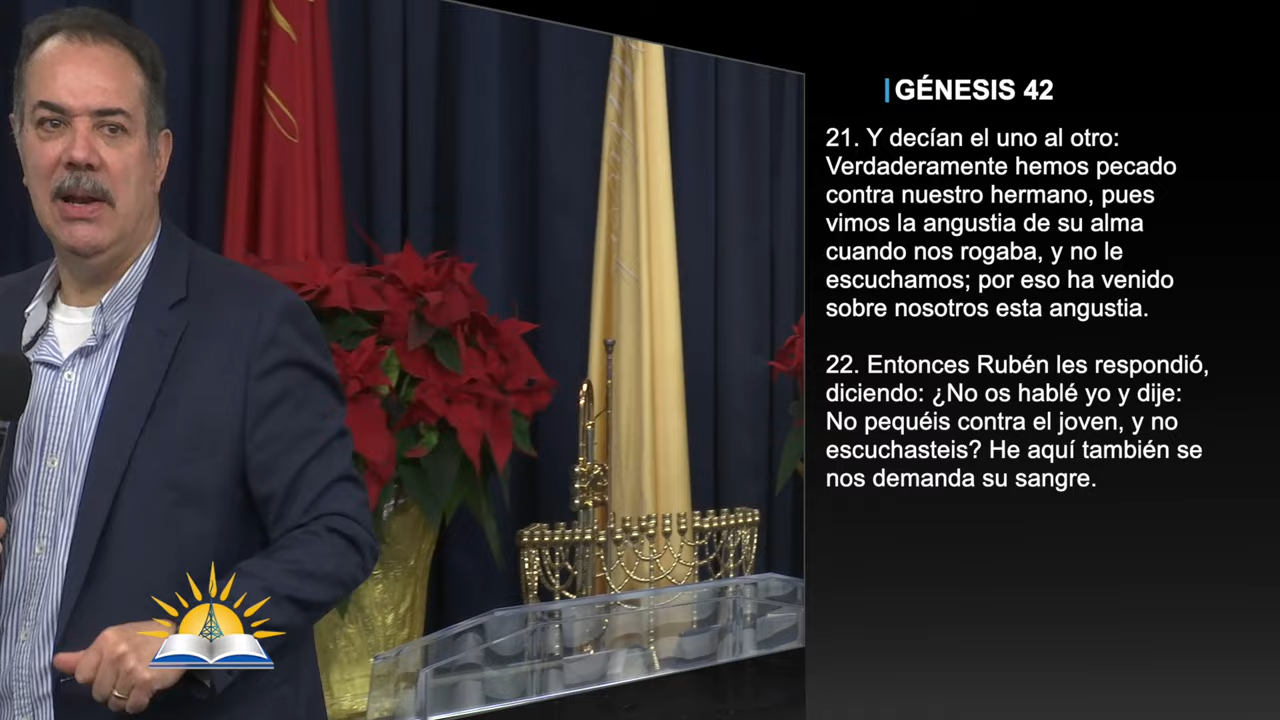 GÉNESIS 42
21. Y decían el uno al otro:
Verdaderamente hemos pecado
contra nuestro hermano, pues
vimos la angustia de su alma
cuando nos rogaba, y no le
escuchamos; por eso ha venido
sobre nosotros esta angustia.
22. Entonces Rubén les respondió,
diciendo: ¿No os hablé yo y dije:
No pequéis contra el joven, y no
escuchasteis? He aquí también se
nos demanda su sangre.